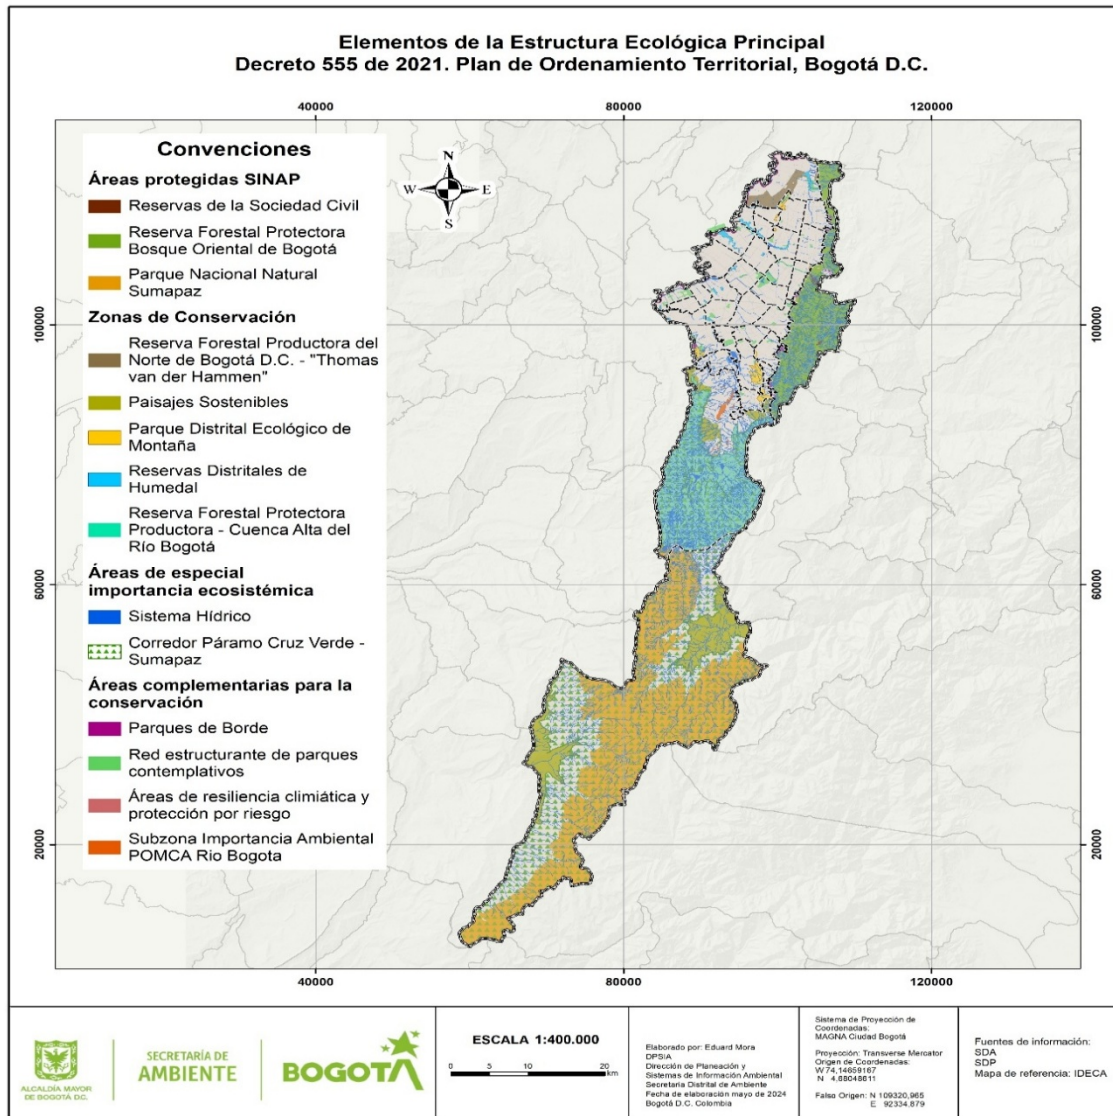 Elementos de la Estructura Ecológica Principal
Decreto 555 de 2021. Plan de Ordenamiento Territorial, Bogotá D.C.
40000
80000
120000
Convenciones
Áreas protegidas SINAP
Reservas de la Sociedad Civil
Reserva Forestal Protectora
Bosque Oriental de Bogotá
Parque Nacional Natural
Sumapaz
Zonas de Conservación
Reserva Forestal Productora del
Norte de Bogotá D.C. - "Thomas
van der Hammen"
Paisajes Sostenibles
Parque Distrital Ecológico de
Montaña
Reservas Distritales de
Humedal
Reserva Forestal Protectora
Productora - Cuenca Alta del
Río Bogotá
Áreas de especial
importancia ecosistémica
Sistema Hídrico
Corredor Páramo Cruz Verde -
Sumapaz
Áreas complementarias para la
conservación
Parques de Borde
Red estructurante de parques
contemplativos
Áreas de resiliencia climiática y
protección por riesgo
Subzona Importancia Ambiental
POMCA Rio Bogota
N
W
E
S
100000
60000
20000
100000
60000
20000
40000
80000
120000
ALCALDÍA MAYOR
DE BOGOTÁ D.C.
SECRETARÍA DE
AMBIENTE
BOGOTÁ
ESCALA 1:400.000
0 5 10 20
km
Elaborado por: Eduard Mora
DPSIA
Dirección de Planeación y
Sistemas de Información Ambiental
Secretaria Distrital de Ambiente
Fecha de elaboración mayo de 2024
Bogotá D.C. Colombia
Sistema de Proyección de
Coordenadas:
MAGNA Ciudad Bogotá
Proyección: Transverse Mercator
Origen de Coordenadas:
W 74,14659167
N 4,68048611
Falso Origen: N 109320,965
E 92334,879
Fuentes de información:
SDA
SDP
Mapa de referencia: IDECA